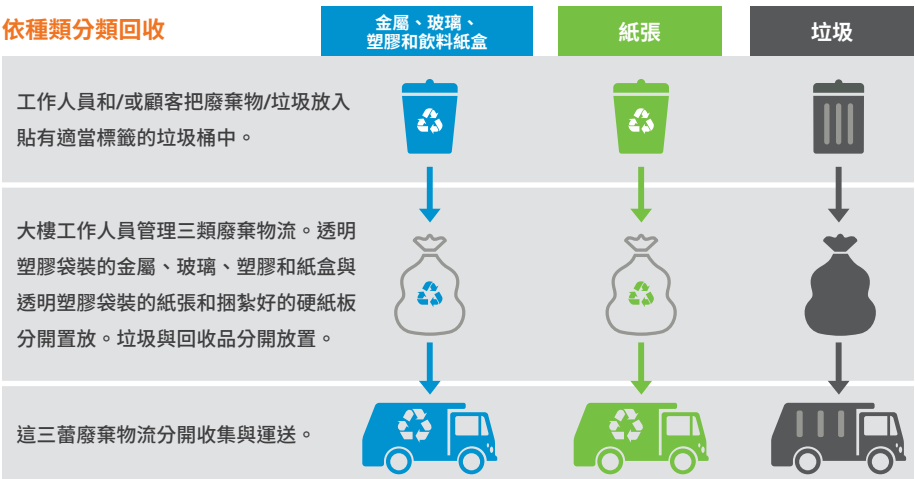 依種類分類回收
金屬、玻璃、
塑膠和飲料紙盒
紙張
垃圾
工作人員和/或顧客把廢棄物/垃圾放入
貼有適當標籤的垃圾桶中。
大樓工作人員管理三類廢棄物流。透明
塑膠袋裝的金屬、玻璃、塑膠和紙盒與
透明塑膠袋裝的紙張和捆紮好的硬紙板
分開置放。垃圾與回收品分開放置。
這三蕾廢棄物流分開收集與運送。